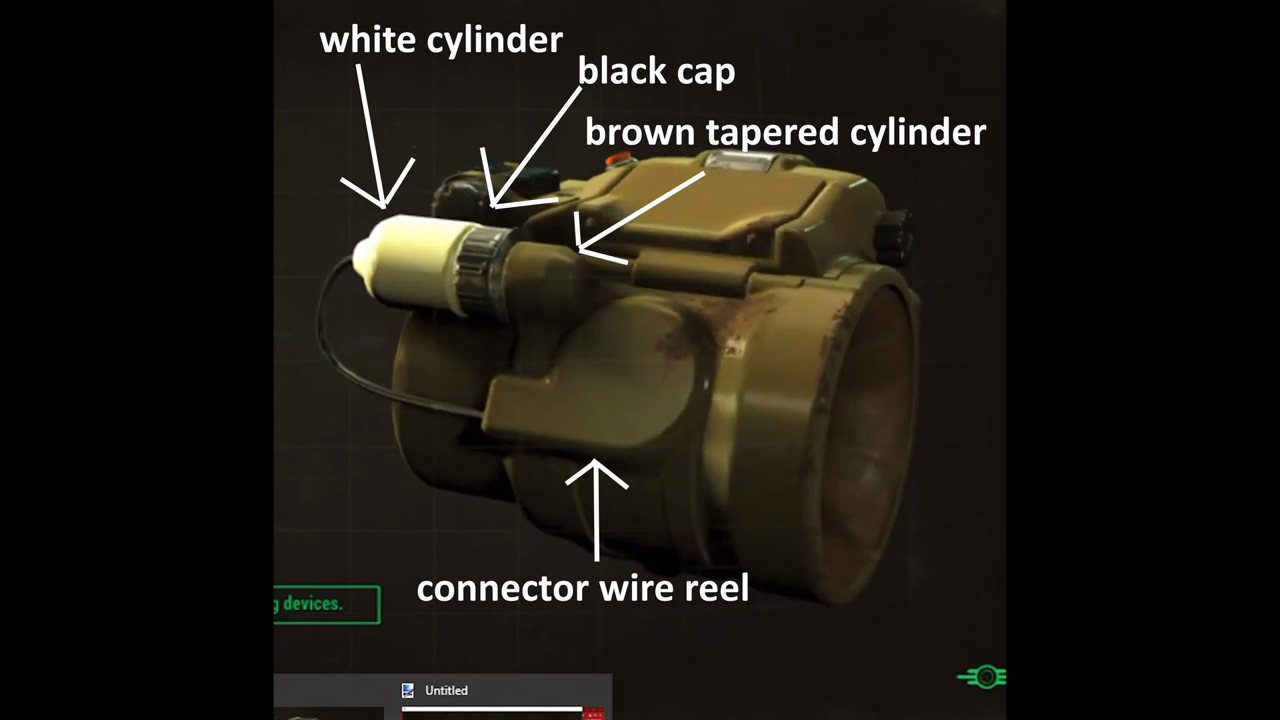 white cylinder
black cap
brown tapered cylinder
connector wire reel
g devices.
Untitled